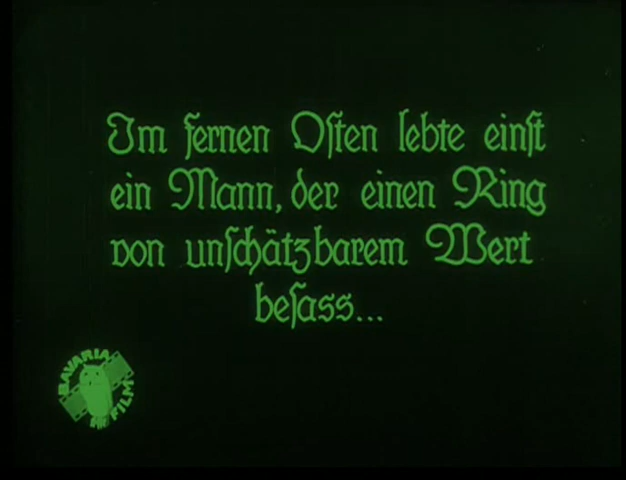 Im fernen Osten lebte einst
ein Mann, der einen Ring
von unschätzbarem Wert
besass...
BAVARIA
FILM